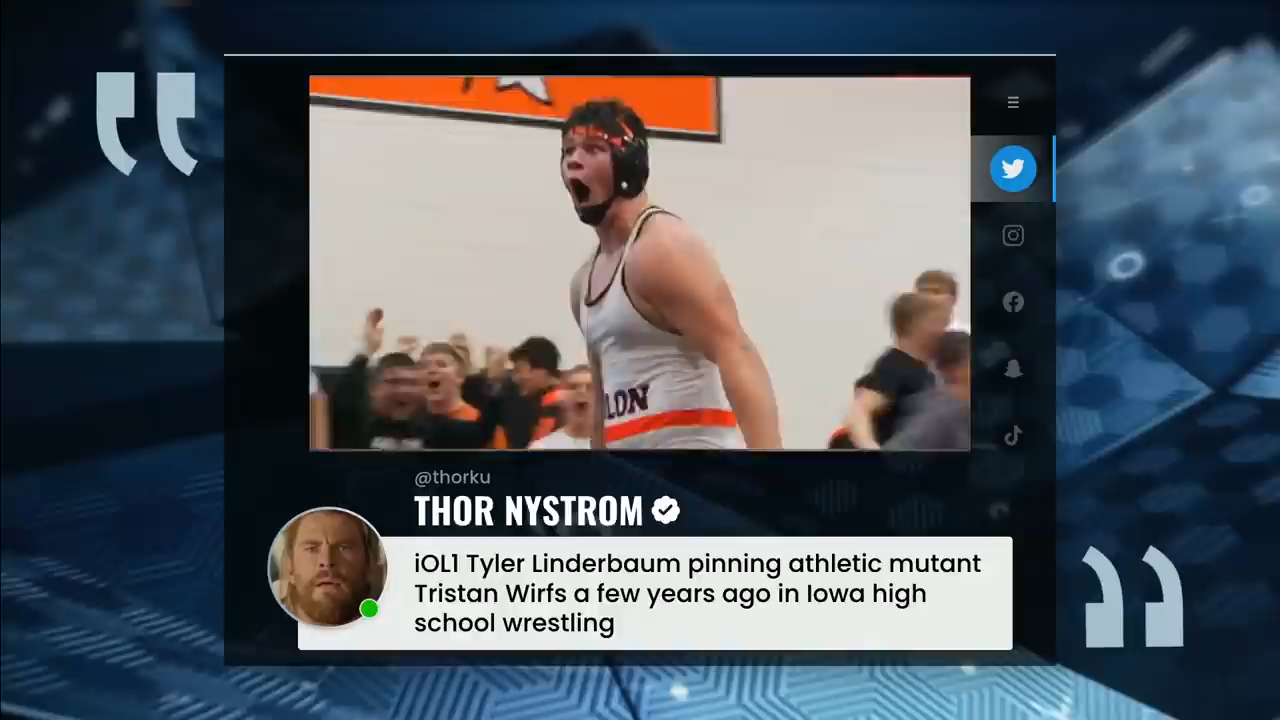 LON
@thorku
THOR NYSTROM
iOL1 Tyler Linderbaum pinning athletic mutant
Tristan Wirfs a few years ago in Iowa high
school wrestling